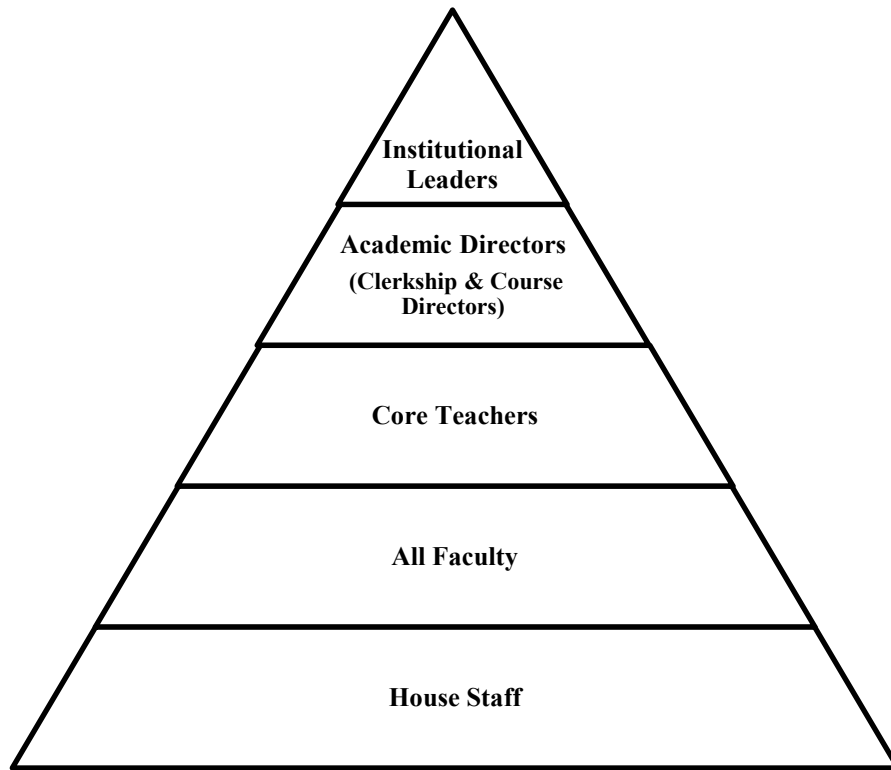 Institutional
Leaders
Academic Directors
(Clerkship & Course
Directors)
Core Teachers
All Faculty
House Staff